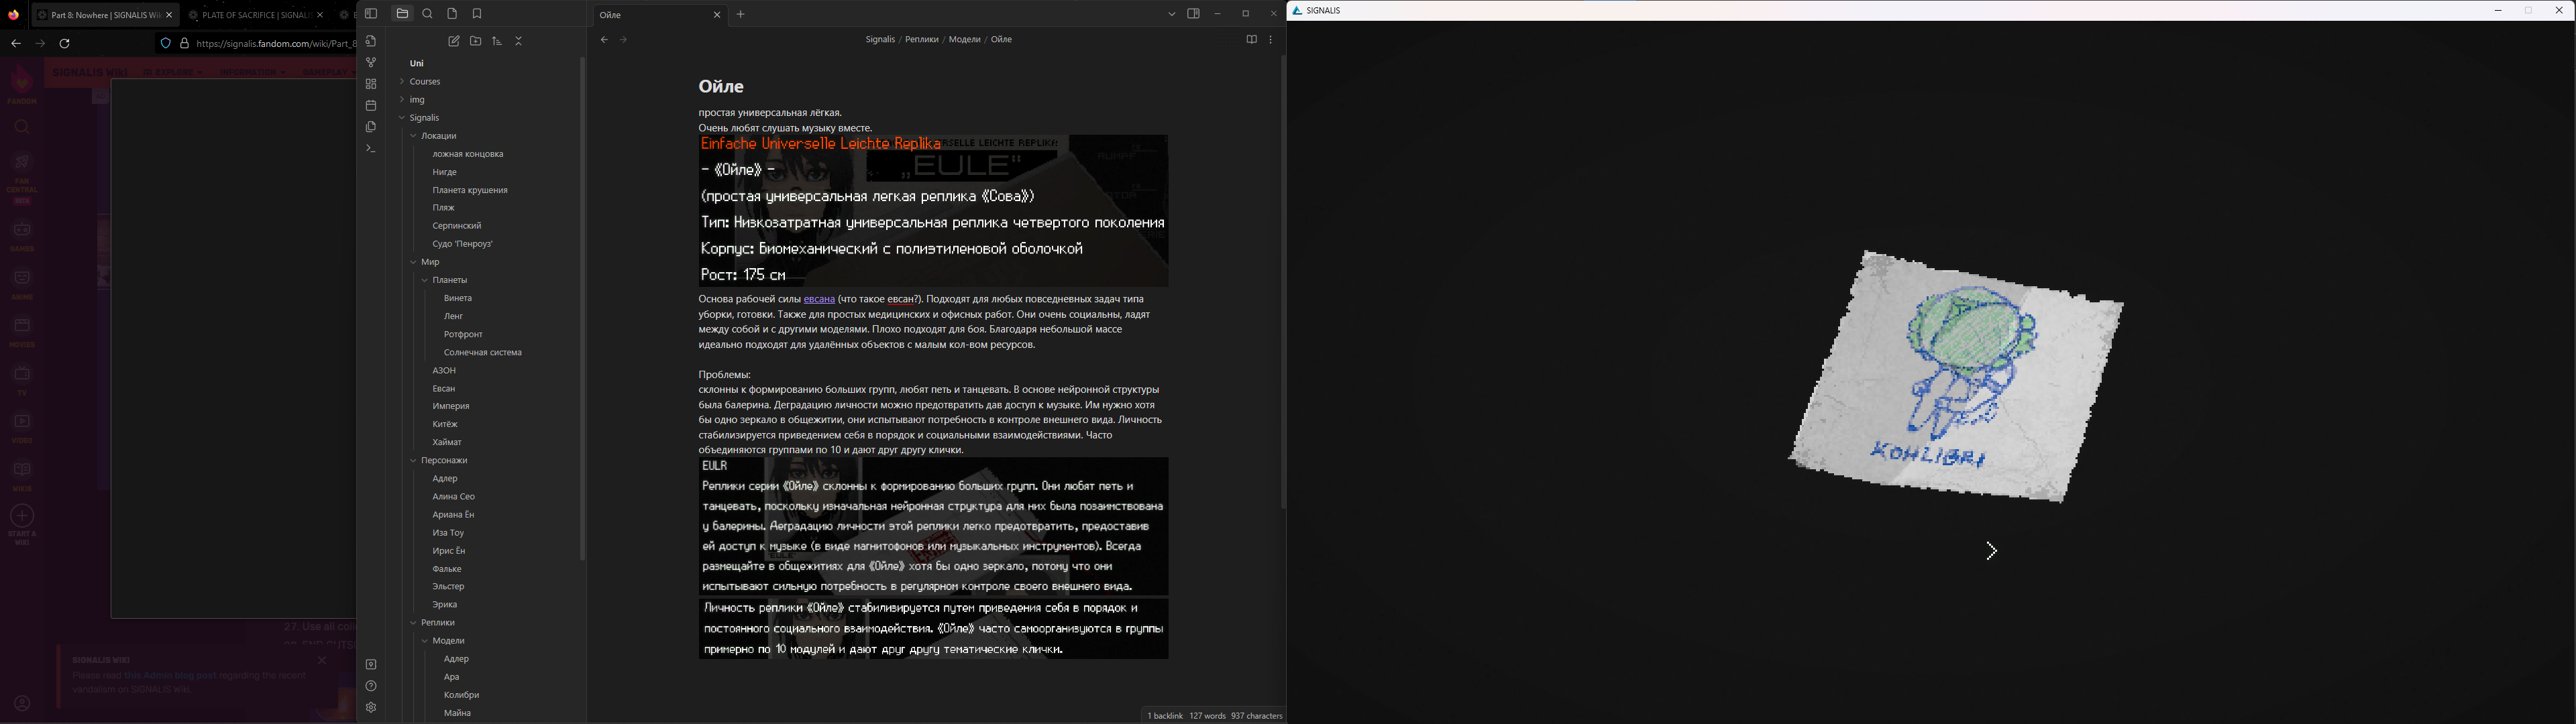 Part 8: Nowhere | SIGNALIS Wi
PLATE OF SACRIFICE | SIGNALIS
https://signalis.fandom.com/wiki/Part_8
SIGNALIS WIKI
EXPLORE
INFORMATION
GAMEPLAY
FANDOM
FAN CENTRAL
BETA
GAMES
ANIME
MOVIES
TV
VIDEO
WIKIS
START A WIKI
27. Use all coll
SIGNALIS WIKI
Please read this Admin blog post regarding the recent
vandalism on SIGNALIS Wiki.
Uni
Courses
img
Signalis
Локации
ложная концовка
Нигде
Планета крушения
Пляж
Серпинский
Судо 'Пенроуз'
Мир
Планеты
Винета
Ленг
Ротфронт
Солнечная система
АЗОН
Евсан
Империя
Китёж
Хаймат
Персонажи
Адлер
Алина Сео
Ариана Ён
Иза Тоу
Ирис Ён
Фальке
Эльстер
Эрика
Реплики
Модели
Адлер
Ара
Колибри
Майна
Ойле
Signalis / Реплики / Модели / Ойле
Ойле
простая универсальная лёгкая.
Очень любят слушать музыку вместе.
Einfache Universelle Leichte Replika
SELLE LEICHTE REPLIKA
„EULE“
- 《Ойле》 -
(простая универсальная легкая реплика 《Сова》)
Тип: Низкозатратная универсальная реплика четвертого поколения
Корпус: Биомеханический с полиэтиленовой оболочкой
Рост: 175 см
Основа рабочей силы евсана (что такое евсан?). Подходят для любых повседневных задач типа
уборки, готовки. Также для простых медицинских и офисных работ. Они очень социальны, ладят
между собой и с другими моделями. Плохо подходят для боя. Благодаря небольшой массе
идеально подходят для удалённых объектов с малым кол-вом ресурсов.
Проблемы:
склонны к формированию больших групп, любят петь и танцевать. В основе нейронной структуры
была балерина. Деградацию личности можно предотвратить дав доступ к музыке. Им нужно хотя
бы одно зеркало в общежитии, они испытывают потребность в контроле внешнего вида. Личность
стабилизируется приведением себя в порядок и социальными взаимодействиями. Часто
объединяются группами по 10 и дают друг другу клички.
EULR
Реплики серии 《Ойле》 склонны к формированию больших групп. Они любят петь и
танцевать, поскольку изначальная нейронная структура для них была позаимствована
у балерины. Деградацию личности этой реплики легко предотвратить, предоставив
ей доступ к музыке (в виде магнитофонов или музыкальных инструментов). Всегда
размещайте в общежитиях для 《Ойле》 хотя бы одно зеркало, потому что они
испытывают сильную потребность в регулярном контроле своего внешнего вида.
Личность реплики 《Ойле》 стабилизируется путем приведения себя в порядок и
постоянного социального взаимодействия. 《Ойле》 часто самоорганизуются в группы
примерно по 10 модулей и дают друг другу тематические клички.
1 backlink 127 words 937 characters
SIGNALIS
KOHLIBRI